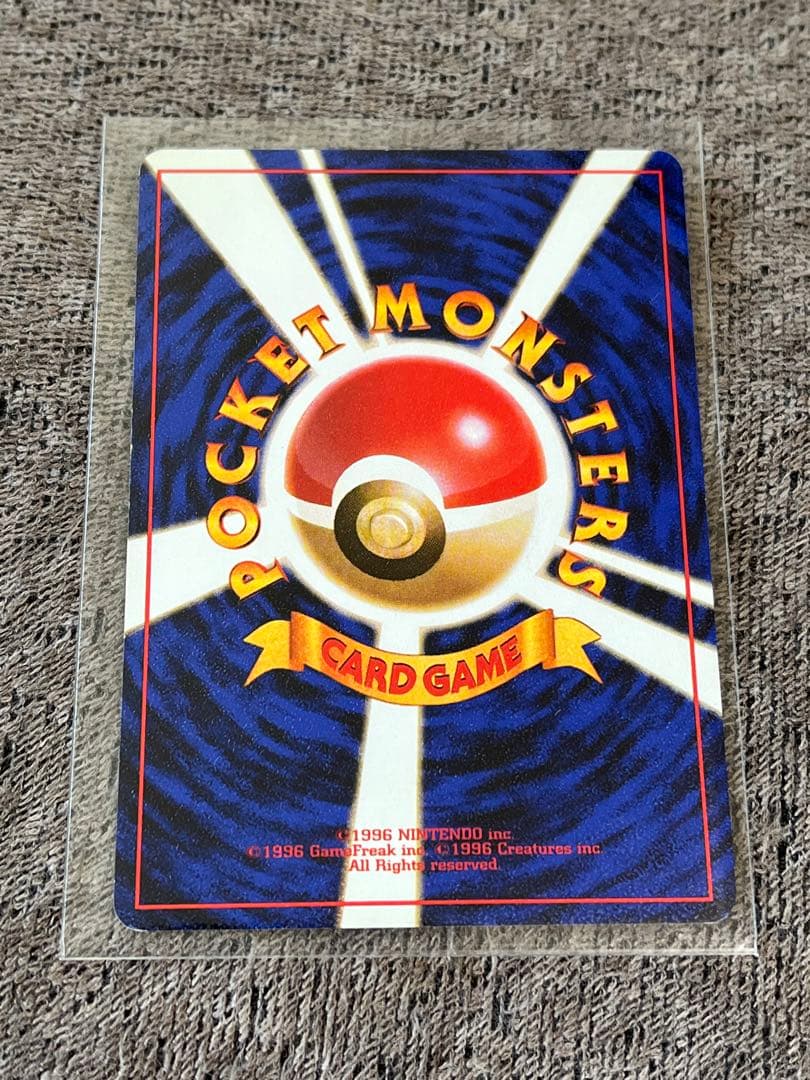 POCKET MONSTERS
CARD GAME
©1996 NINTENDO inc.
©1996 GameFreak inc. ©1996 Creatures inc.
All Rights reserved.